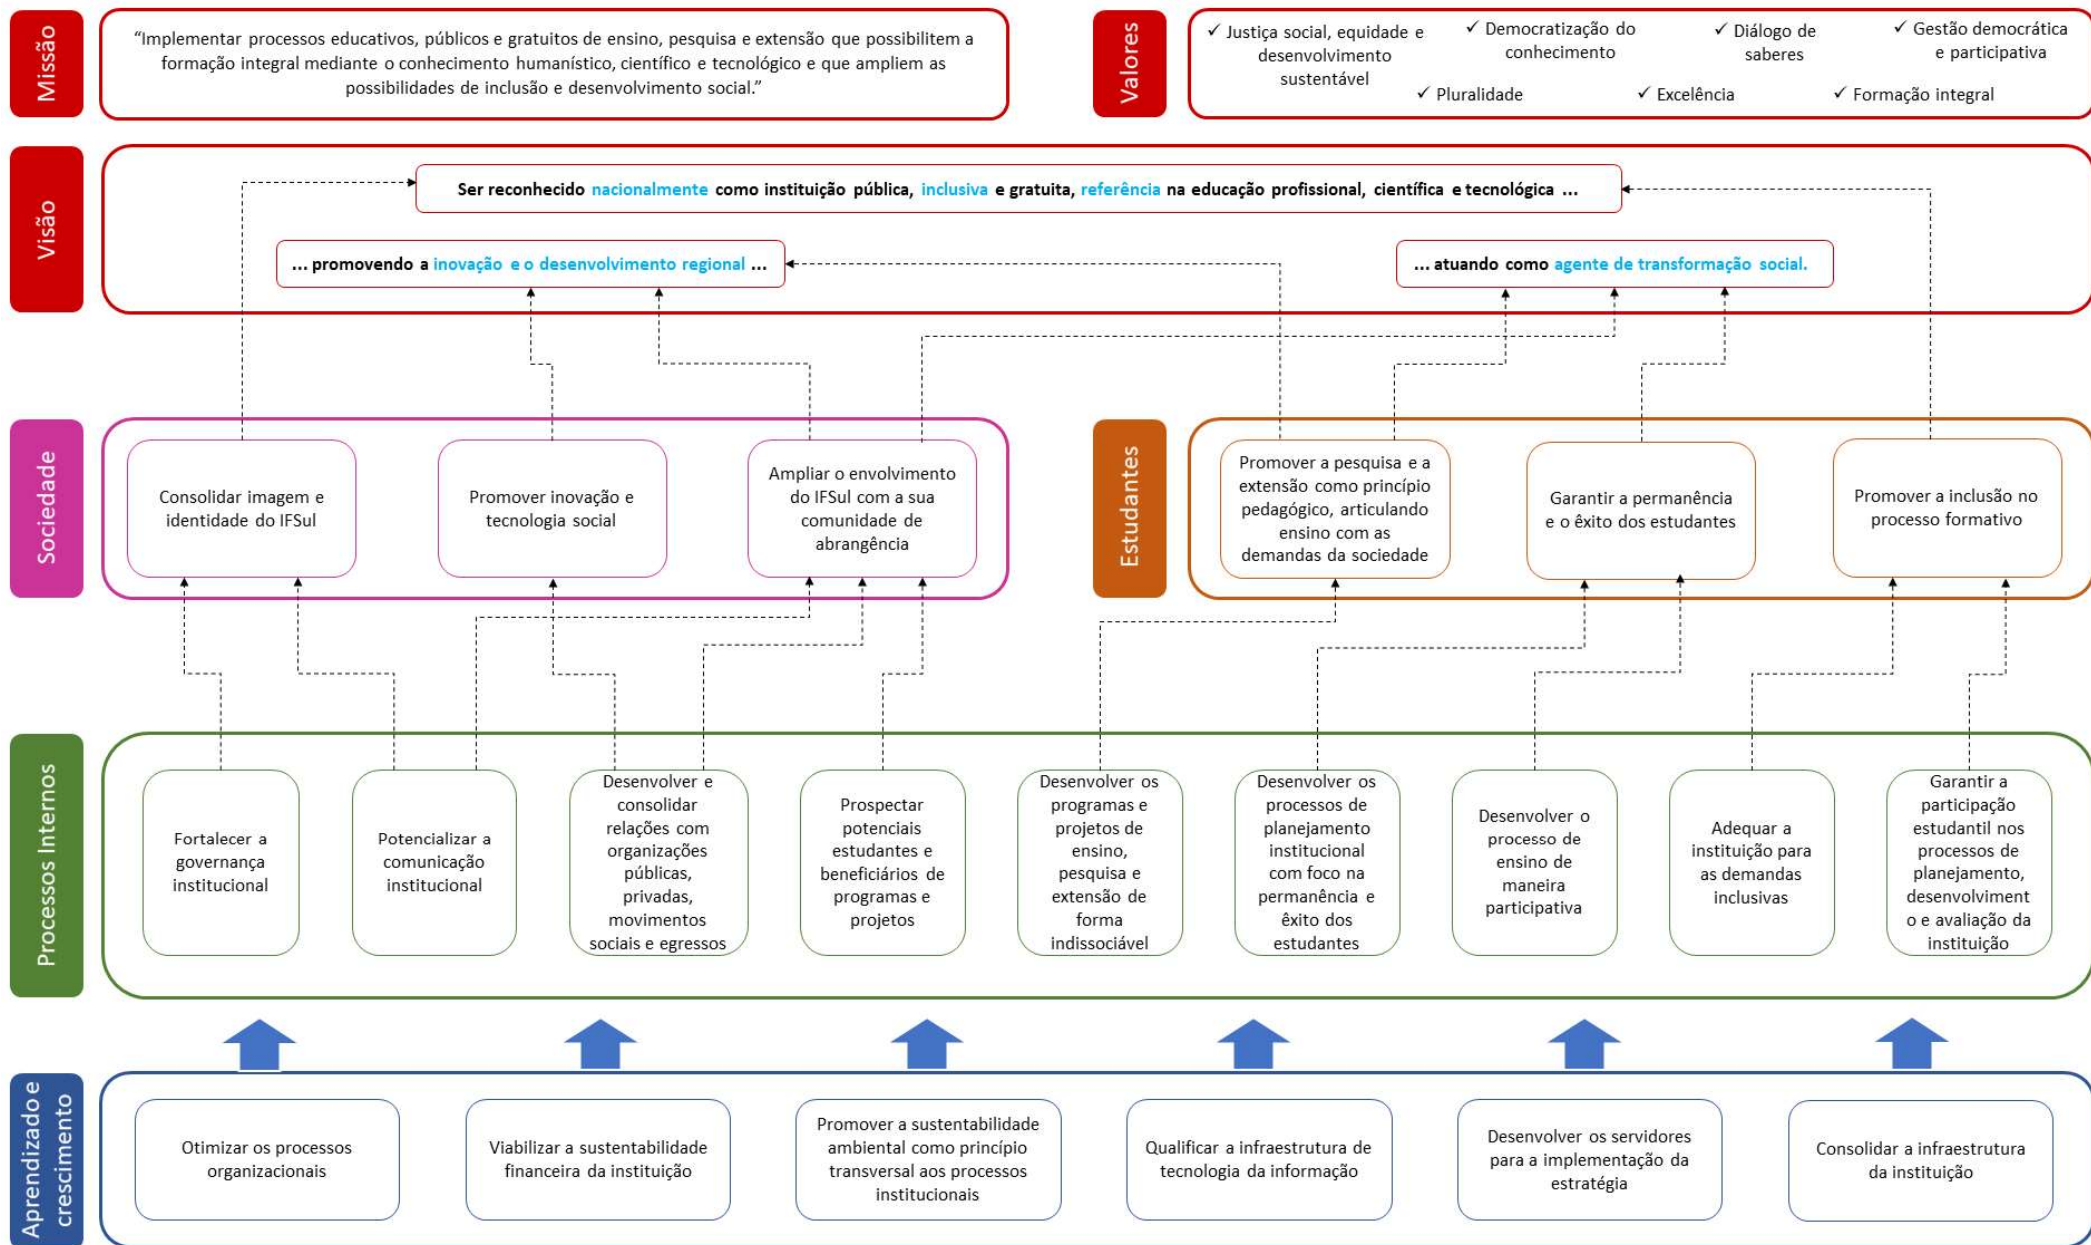 Missão
“Implementar processos educativos, públicos e gratuitos de ensino, pesquisa e extensão que possibilitem a
formação integral mediante o conhecimento humanístico, científico e tecnológico e que ampliem as
possibilidades de inclusão e desenvolvimento social.”
Valores
✓ Justiça social, equidade e
desenvolvimento
sustentável
✓ Democratização do
conhecimento
✓ Diálogo de
saberes
✓ Gestão democrática
e participativa
✓ Pluralidade
✓ Excelência
✓ Formação integral
Visão
Ser reconhecido nacionalmente como instituição pública, inclusiva e gratuita, referência na educação profissional, científica e tecnológica ...
... promovendo a inovação e o desenvolvimento regional ...
... atuando como agente de transformação social.
Sociedade
Consolidar imagem e
identidade do IFSul
Promover inovação e
tecnologia social
Ampliar o envolvimento
do IFSul com a sua
comunidade de
abrangência
Estudantes
Promover a pesquisa e a
extensão como princípio
pedagógico, articulando
ensino com as
demandas da sociedade
Garantir a permanência
e o êxito dos estudantes
Promover a inclusão no
processo formativo
Processos Internos
Fortalecer a
governança
institucional
Potencializar a
comunicação
institucional
Desenvolver e
consolidar
relações com
organizações
públicas,
privadas,
movimentos
sociais e egressos
Prospectar
potenciais
estudantes e
beneficiários de
programas e
projetos
Desenvolver os
programas e
projetos de
ensino,
pesquisa e
extensão de
forma
indissociável
Desenvolver os
processos de
planejamento
institucional
com foco na
permanência e
êxito dos
estudantes
Desenvolver o
processo de
ensino de
maneira
participativa
Adequar a
instituição para
as demandas
inclusivas
Garantir a
participação
estudantil nos
processos de
planejamento,
desenvolviment
o e avaliação da
instituição
Aprendizado e
crescimento
Otimizar os processos
organizacionais
Viabilizar a sustentabilidade
financeira da instituição
Promover a sustentabilidade
ambiental como princípio
transversal aos processos
institucionais
Qualificar a infraestrutura de
tecnologia da informação
Desenvolver os servidores
para a implementação da
estratégia
Consolidar a infraestrutura
da instituição